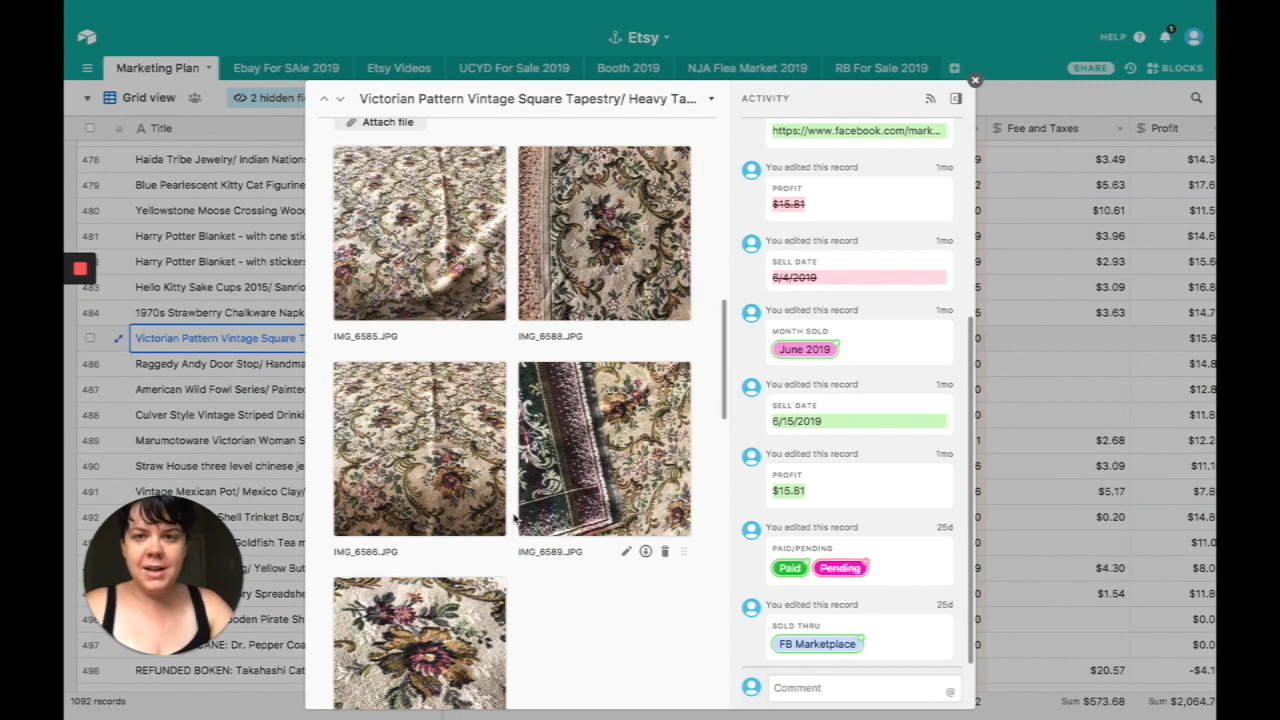 Etsy
HELP
1
Marketing Plan
Ebay For SAle 2019
Etsy Videos
UCYD For Sale 2019
Booth 2019
NJA Flea Market 2019
RB For Sale 2019
SHARE
BLOCKS
Grid view
2 hidden fi
Title
Fee and Taxes
Profit
478 Haida Tribe Jewelry/ Indian Nation
$3.49 $14.3
479 Blue Pearlescent Kitty Cat Figurine
$5.63 $17.6
480 Yellowstone Moose Crossing Woo
$10.61 $10.5
481 Harry Potter Blanket - with one stic
$3.96 $14.6
Harry Potter Blanket - with stickers
$2.93 $15.6
483 Hello Kitty Sake Cups 2015/ Sanrio
$3.45 $16.8
484 1970s Strawberry Chalkware Napk
$3.63 $14.7
Victorian Pattern Vintage Square T
$15.8
486 Raggedy Andy Door Stop/ Handma
$14.7
487 American Wild Fowl Series/ Painted
$12.8
488 Culver Style Vintage Striped Drinki
$11.8
489 Marumotoware Victorian Woman S
$2.68 $12.2
490 Straw House three level chinese je
$3.09 $11.1
491 Vintage Mexican Pot/ Mexico Clay/
$5.17 $7.8
492 Shell Trinket Box/
$0.20 $14.8
Goldfish Tea m
$3.06 $11.8
/ Yellow But
$4.30 $8.0
ry Spreadshe
$1.54 $11.8
oden Pirate Sh
$0.0
CANE: Dr. Pepper Coa
$0.0
498 REFUNDED BOKEN: Takahashi Cat
$20.57 -$4.1
1092 records
Sum $573.68
Sum $2,064.7
Victorian Pattern Vintage Square Tapestry/ Heavy Ta...
Attach file
IMG_6585.JPG
IMG_6588.JPG
IMG_6586.JPG
IMG_6589.JPG
ACTIVITY
https://www.facebook.com/mark...
You edited this record 1mo
PROFIT
$15.81
You edited this record 1mo
SELL DATE
6/4/2019
You edited this record 1mo
MONTH SOLD
June 2019
You edited this record 1mo
SELL DATE
6/15/2019
You edited this record 1mo
PROFIT
$15.81
You edited this record 25d
PAID/PENDING
Paid Pending
You edited this record 25d
SOLD THRU
FB Marketplace
Comment
@